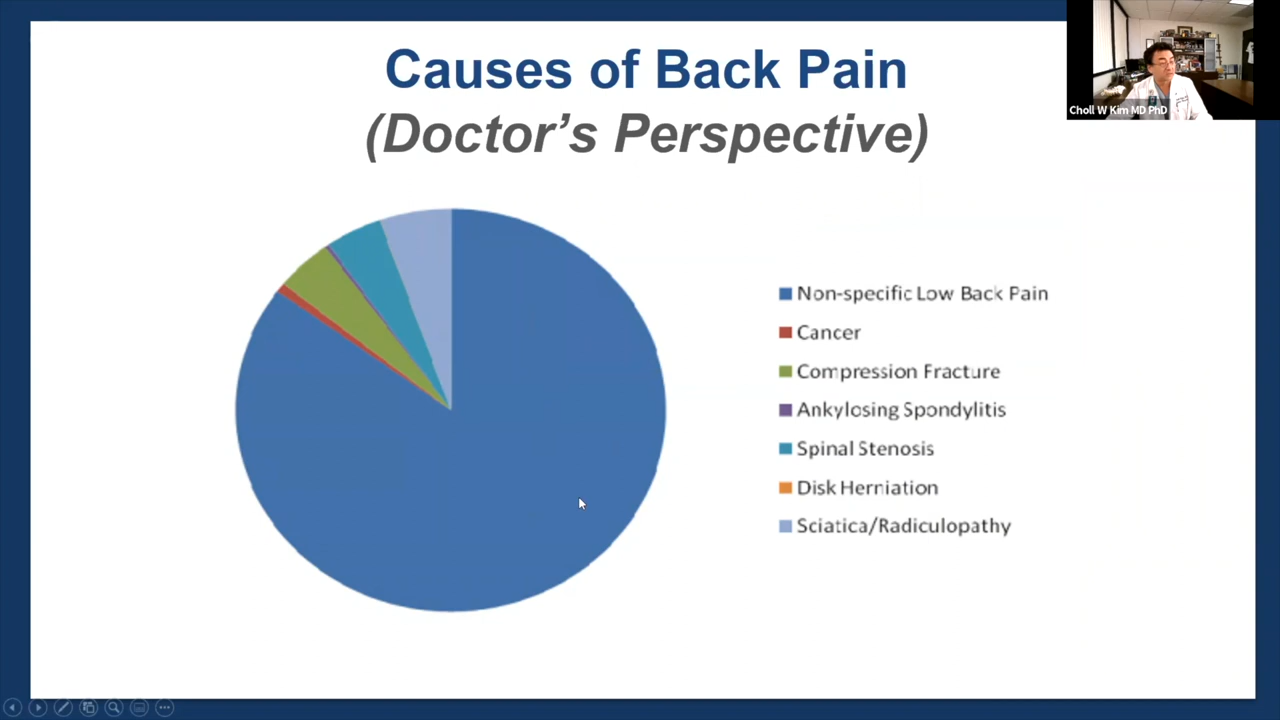 Causes of Back Pain
(Doctor's Perspective)
Choll W Kim MD PhD
Non-specific Low Back Pain
Cancer
Compression Fracture
Ankylosing Spondylitis
Spinal Stenosis
Disk Herniation
Sciatica/Radiculopathy